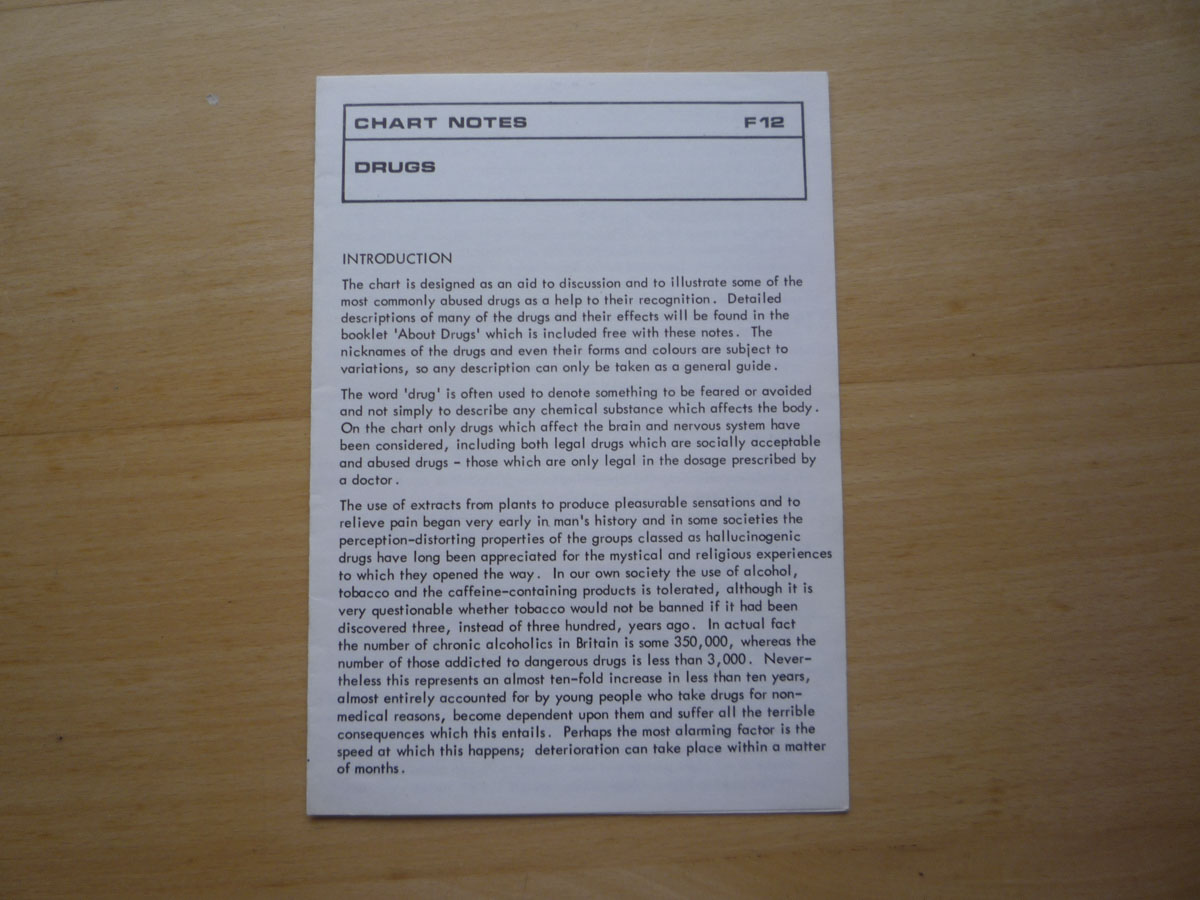 CHART NOTES F12
DRUGS
INTRODUCTION
The chart is designed as an aid to discussion and to illustrate some of the
most commonly abused drugs as a help to their recognition. Detailed
descriptions of many of the drugs and their effects will be found in the
booklet 'About Drugs' which is included free with these notes. The
nicknames of the drugs and even their forms and colours are subject to
variations, so any description can only be taken as a general guide.
The word 'drug' is often used to denote something to be feared or avoided
and not simply to describe any chemical substance which affects the body.
On the chart only drugs which affect the brain and nervous system have
been considered, including both legal drugs which are socially acceptable
and abused drugs - those which are only legal in the dosage prescribed by
a doctor.
The use of extracts from plants to produce pleasurable sensations and to
relieve pain began very early in man's history and in some societies the
perception-distorting properties of the groups classed as hallucinogenic
drugs have long been appreciated for the mystical and religious experiences
to which they opened the way. In our own society the use of alcohol,
tobacco and the caffeine-containing products is tolerated, although it is
very questionable whether tobacco would not be banned if it had been
discovered three, instead of three hundred, years ago. In actual fact
the number of chronic alcoholics in Britain is some 350,000, whereas the
number of those addicted to dangerous drugs is less than 3,000. Never-
theless this represents an almost ten-fold increase in less than ten years,
almost entirely accounted for by young people who take drugs for non-
medical reasons, become dependent upon them and suffer all the terrible
consequences which this entails. Perhaps the most alarming factor is the
speed at which this happens; deterioration can take place within a matter
of months.